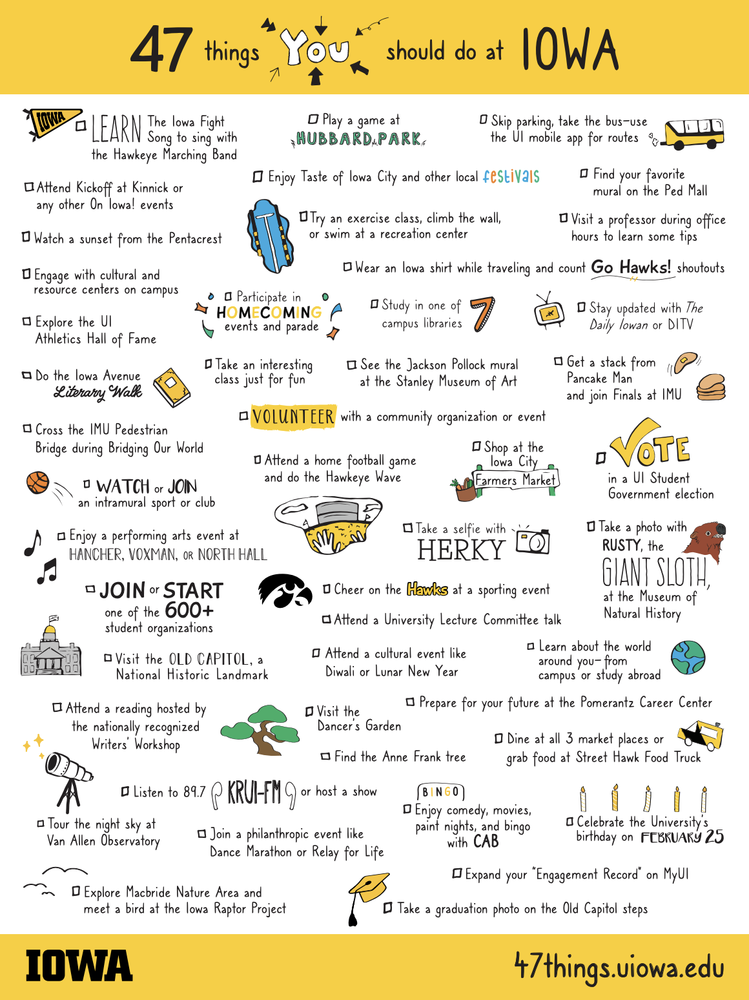 47 things You should do at IOWA
IOWA
LEARN The Iowa Fight
Song to sing with
the Hawkeye Marching Band
Play a game at
HUBBARD PARK
Skip parking, take the bus–use
the UI mobile app for routes
Attend Kickoff at Kinnick or
any other On Iowa! events
Enjoy Taste of Iowa City and other local festivals
Find your favorite
mural on the Ped Mall
Watch a sunset from the Pentacrest
Try an exercise class, climb the wall,
or swim at a recreation center
Visit a professor during office
hours to learn some tips
Engage with cultural and
resource centers on campus
Wear an Iowa shirt while traveling and count Go Hawks! shoutouts
Explore the UI
Athletics Hall of Fame
Participate in
HOMECOMING
events and parade
Study in one of
campus libraries
7
Stay updated with The
Daily Iowan or DITV
Do the Iowa Avenue
Literary Walk
Take an interesting
class just for fun
See the Jackson Pollock mural
at the Stanley Museum of Art
Get a stack from
Pancake Man
and join Finals at IMU
VOLUNTEER with a community organization or event
Cross the IMU Pedestrian
Bridge during Bridging Our World
Attend a home football game
and do the Hawkeye Wave
Shop at the
Iowa City
Farmers Market
VOTE
in a UI Student
Government election
WATCH or JOIN
an intramural sport or club
Enjoy a performing arts event at
HANCHER, VOXMAN, OR NORTH HALL
Take a selfie with
HERKY
Take a photo with
RUSTY, the
GIANT SLOTH,
at the Museum of
Natural History
JOIN or START
one of the 600+
student organizations
Cheer on the Hawks at a sporting event
Attend a University Lecture Committee talk
Visit the OLD CAPITOL, a
National Historic Landmark
Attend a cultural event like
Diwali or Lunar New Year
Learn about the world
around you–from
campus or study abroad
Attend a reading hosted by
the nationally recognized
Writers' Workshop
Visit the
Dancer's Garden
Prepare for your future at the Pomerantz Career Center
Find the Anne Frank tree
Dine at all 3 market places or
grab food at Street Hawk Food Truck
Listen to 89.7 KRUI-FM or host a show
BINGO
Enjoy comedy, movies,
paint nights, and bingo
with CAB
Celebrate the University's
birthday on FEBRUARY 25
Tour the night sky at
Van Allen Observatory
Join a philanthropic event like
Dance Marathon or Relay for Life
Expand your "Engagement Record" on MyUI
Explore Macbride Nature Area and
meet a bird at the Iowa Raptor Project
Take a graduation photo on the Old Capitol steps
IOWA
47things.uiowa.edu